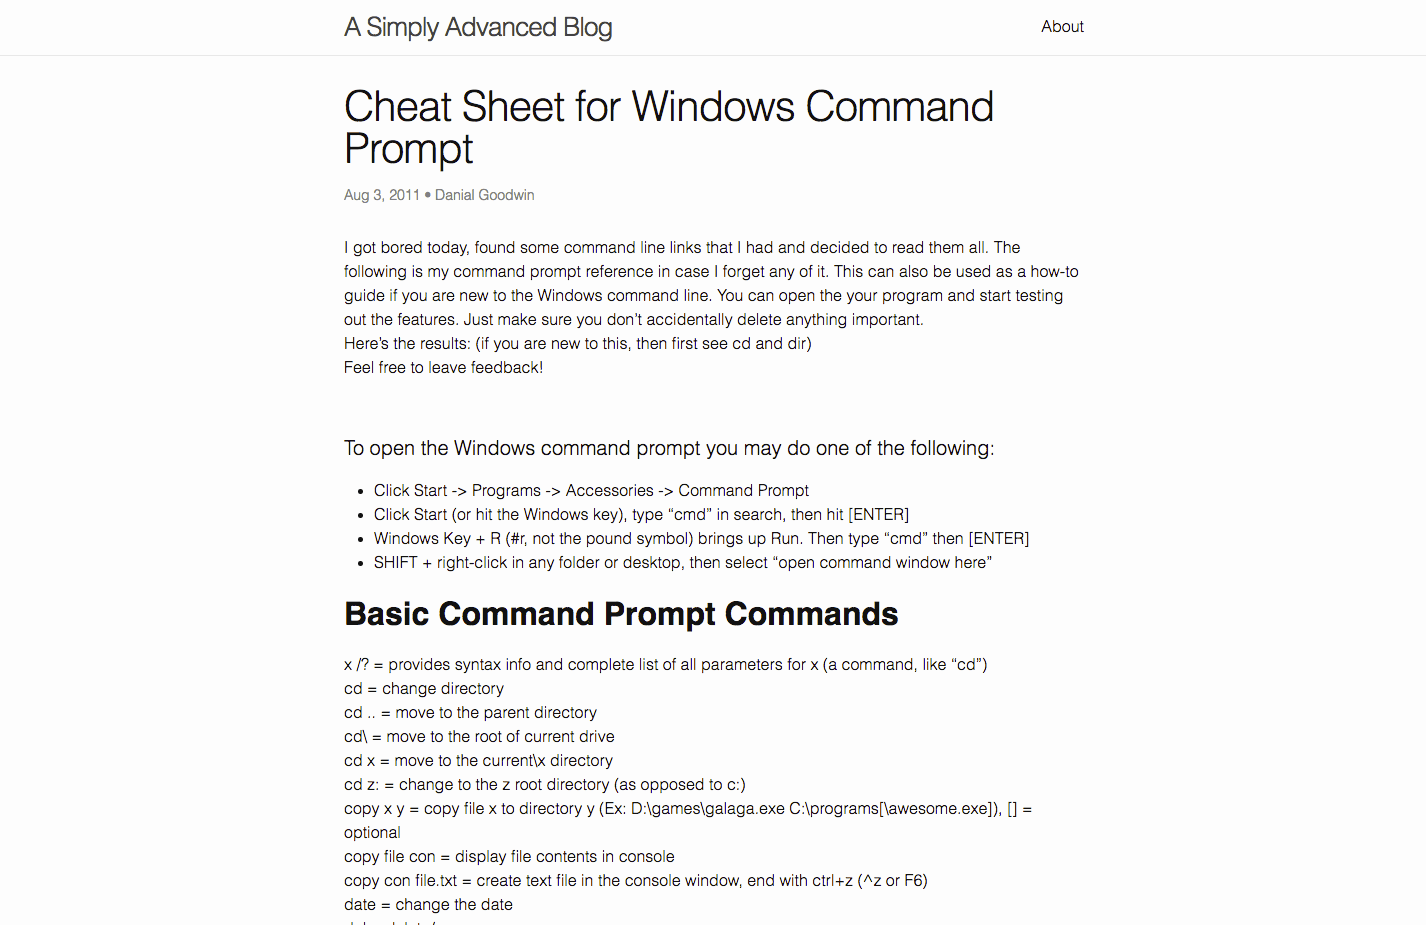 A Simply Advanced Blog
About
Cheat Sheet for Windows Command
Prompt
Aug 3, 2011 • Danial Goodwin
I got bored today, found some command line links that I had and decided to read them all. The
following is my command prompt reference in case I forget any of it. This can also be used as a how-to
guide if you are new to the Windows command line. You can open the your program and start testing
out the features. Just make sure you don’t accidentally delete anything important.
Here’s the results: (if you are new to this, then first see cd and dir)
Feel free to leave feedback!
To open the Windows command prompt you may do one of the following:
• Click Start -> Programs -> Accessories -> Command Prompt
• Click Start (or hit the Windows key), type “cmd” in search, then hit [ENTER]
• Windows Key + R (#r, not the pound symbol) brings up Run. Then type “cmd” then [ENTER]
• SHIFT + right-click in any folder or desktop, then select “open command window here”
Basic Command Prompt Commands
x /? = provides syntax info and complete list of all parameters for x (a command, like “cd”)
cd = change directory
cd .. = move to the parent directory
cd\ = move to the root of current drive
cd x = move to the current\x directory
cd z: = change to the z root directory (as opposed to c:)
copy x y = copy file x to directory y (Ex: D:\games\galaga.exe C:\programs[\awesome.exe]), [] =
optional
copy file con = display file contents in console
copy con file.txt = create text file in the console window, end with ctrl+z (^z or F6)
date = change the date